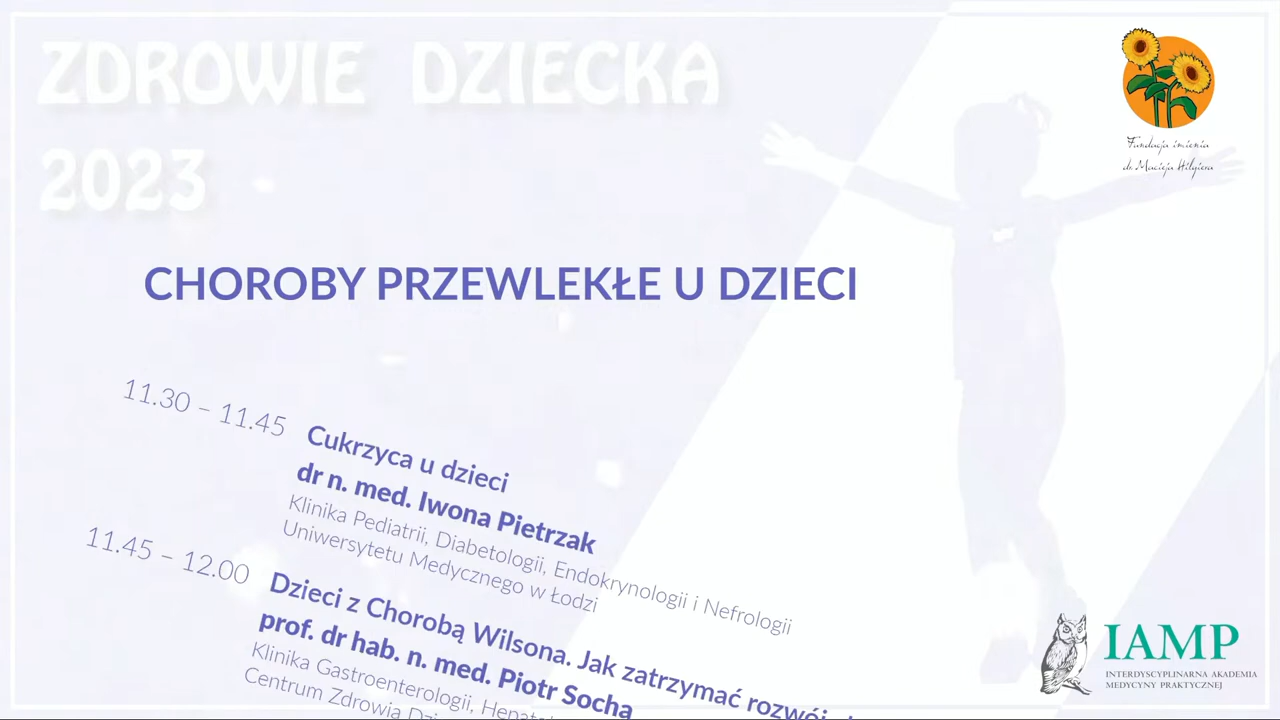 ZDROWIE DZIECKA
2023
Fundacja imienia
dr. Macieja Hilgiera
CHOROBY PRZEWLEKŁE U DZIECI
11.30 – 11.45
Cukrzyca u dzieci
dr n. med. Iwona Pietrzak
Klinika Pediatrii, Diabetologii, Endokrynologii i Nefrologii
Uniwersytetu Medycznego w Łodzi
11.45 – 12.00
Dzieci z Chorobą Wilsona. Jak zatrzymać
prof. dr hab. n. med. Piotr Socha
Klinika Gastroenterologii,
Centrum Zdrowia
IAMP
INTERDYSCYPLINARNA AKADEMIA
MEDYCYNY PRAKTYCZNEJ